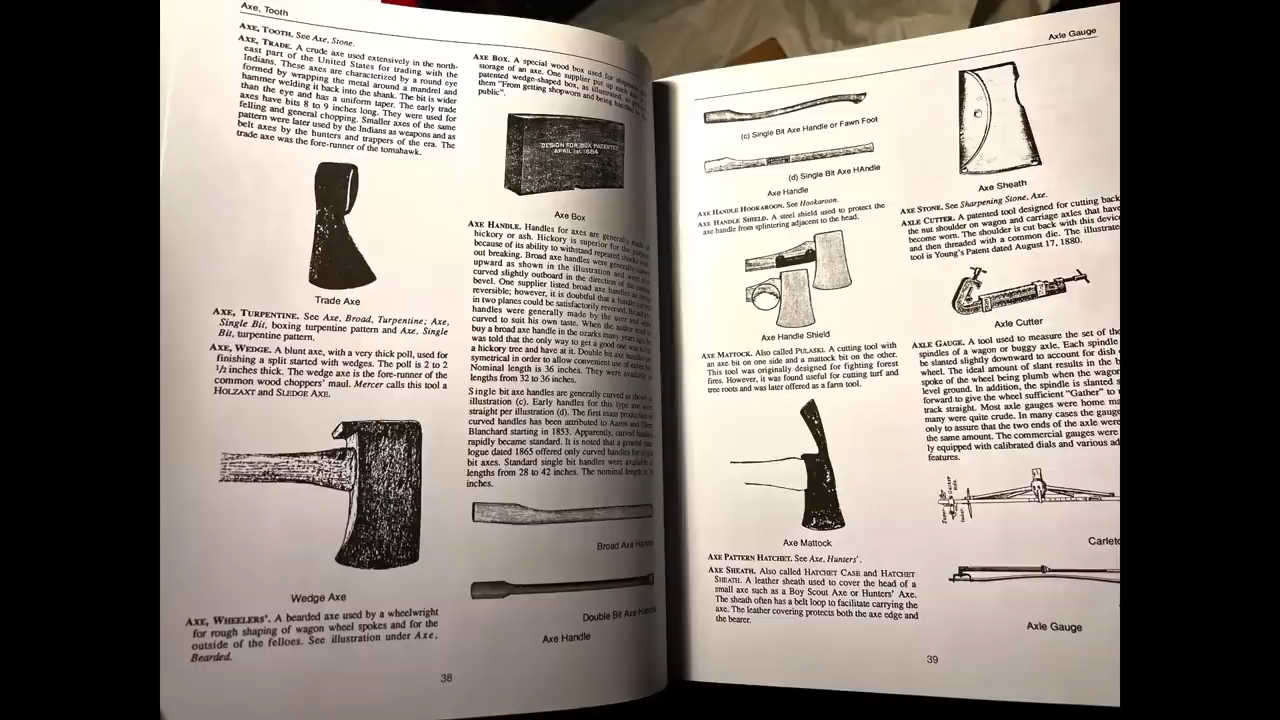 Axe, Tooth
AXE, TOOTH. See Axe, Stone.
AXE, TRADE. A crude axe used extensively in the north-
east part of the United States for trading with the
Indians. These axes are characterized by a round eye
formed by wrapping the metal around a mandrel and
hammer welding it back into the shank. The bit is wider
than the eye and has a uniform taper. The early trade
axes have bits 8 to 9 inches long. They were used for
felling and general chopping. Smaller axes of the same
pattern were later used by the Indians as weapons and as
belt axes by the hunters and trappers of the era. The
trade axe was the fore-runner of the tomahawk.
Trade Axe
AXE, TURPENTINE. See Axe, Broad, Turpentine; Axe,
Single Bit, boxing turpentine pattern and Axe, Single
Bit, turpentine pattern.
AXE, WEDGE. A blunt axe, with a very thick poll, used for
finishing a split started with wedges. The poll is 2 to 2
1/2 inches thick. The wedge axe is the fore-runner of the
common wood choppers' maul. Mercer calls this tool a
HOLZAXT and SLEDGE AXE.
Wedge Axe
AXE, WHEELERS'. A bearded axe used by a wheelwright
for rough shaping of wagon wheel spokes and for the
outside of the felloes. See illustration under Axe,
Bearded.
AXE BOX. A special wood box used for
storage of an axe. One supplier put up each
patented wedge-shaped box, as illustrated,
them "From getting shopworn and being
public".
DESIGN FOR BOX PATENTED
APRIL 1st, 1884
Axe Box
AXE HANDLE. Handles for axes are generally made of
hickory or ash. Hickory is superior for the
because of its ability to withstand repeated shocks
out breaking. Broad axe handles were generally
upward as shown in the illustration and were
curved slightly outboard in the direction of the
bevel. One supplier listed broad axe handles as being
reversible; however, it is doubtful that a handle
in two planes could be satisfactorily reversed. Broad
handles were generally made by the user and were
curved to suit his own taste. When the author
buy a broad axe handle in the ozarks many years ago
was told that the only way to get a good one was to
a hickory tree and have at it. Double bit axe handles
symetrical in order to allow convenient use of either
Nominal length is 36 inches. They were available
lengths from 32 to 36 inches.
Single bit axe handles are generally curved as shown in
illustration (c). Early handles for this type axe were
straight per illustration (d). The first mass production
curved handles has been attributed to Aaron and
Blanchard starting in 1853. Apparently, curved handles
rapidly became standard. It is noted that a general
logue dated 1865 offered only curved handles for
bit axes. Standard single bit handles were available
lengths from 28 to 42 inches. The nominal length is
inches.
Broad Axe Handle
Double Bit Axe Handle
Axe Handle
38
Axle Gauge
(c) Single Bit Axe Handle or Fawn Foot
(d) Single Bit Axe HAndle
Axe Handle
AXE HANDLE HOOKAROON. See Hookaroon.
AXE HANDLE SHIELD. A steel shield used to protect the
axe handle from splintering adjacent to the head.
Axe Handle Shield
AXE MATTOCK. Also called PULASKI. A cutting tool with
an axe bit on one side and a mattock bit on the other.
This tool was originally designed for fighting forest
fires. However, it was found useful for cutting turf and
tree roots and was later offered as a farm tool.
Axe Mattock
AXE PATTERN HATCHET. See Axe, Hunters'.
AXE SHEATH. Also called HATCHET CASE and HATCHET
SHEATH. A leather sheath used to cover the head of a
small axe such as a Boy Scout Axe or Hunters' Axe.
The sheath often has a belt loop to facilitate carrying the
axe. The leather covering protects both the axe edge and
the bearer.
Axe Sheath
AXE STONE. See Sharpening Stone, Axe.
AXLE CUTTER. A patented tool designed for cutting back
the nut shoulder on wagon and carriage axles that have
become worn. The shoulder is cut back with this device
and then threaded with a common die. The illustrate
tool is Young's Patent dated August 17, 1880.
Axle Cutter
AXLE GAUGE. A tool used to measure the set of the
spindles of a wagon or buggy axle. Each spindle
be slanted slightly downward to account for dish
wheel. The ideal amount of slant results in the b
spoke of the wheel being plumb when the wagon
level ground. In addition, the spindle is slanted s
forward to give the wheel sufficient "Gather" to
track straight. Most axle gauges were home ma
many were quite crude. In many cases the gauge
only to assure that the two ends of the axle were
the same amount. The commercial gauges were
ly equipped with calibrated dials and various ad
features.
Carlet
Axle Gauge
39